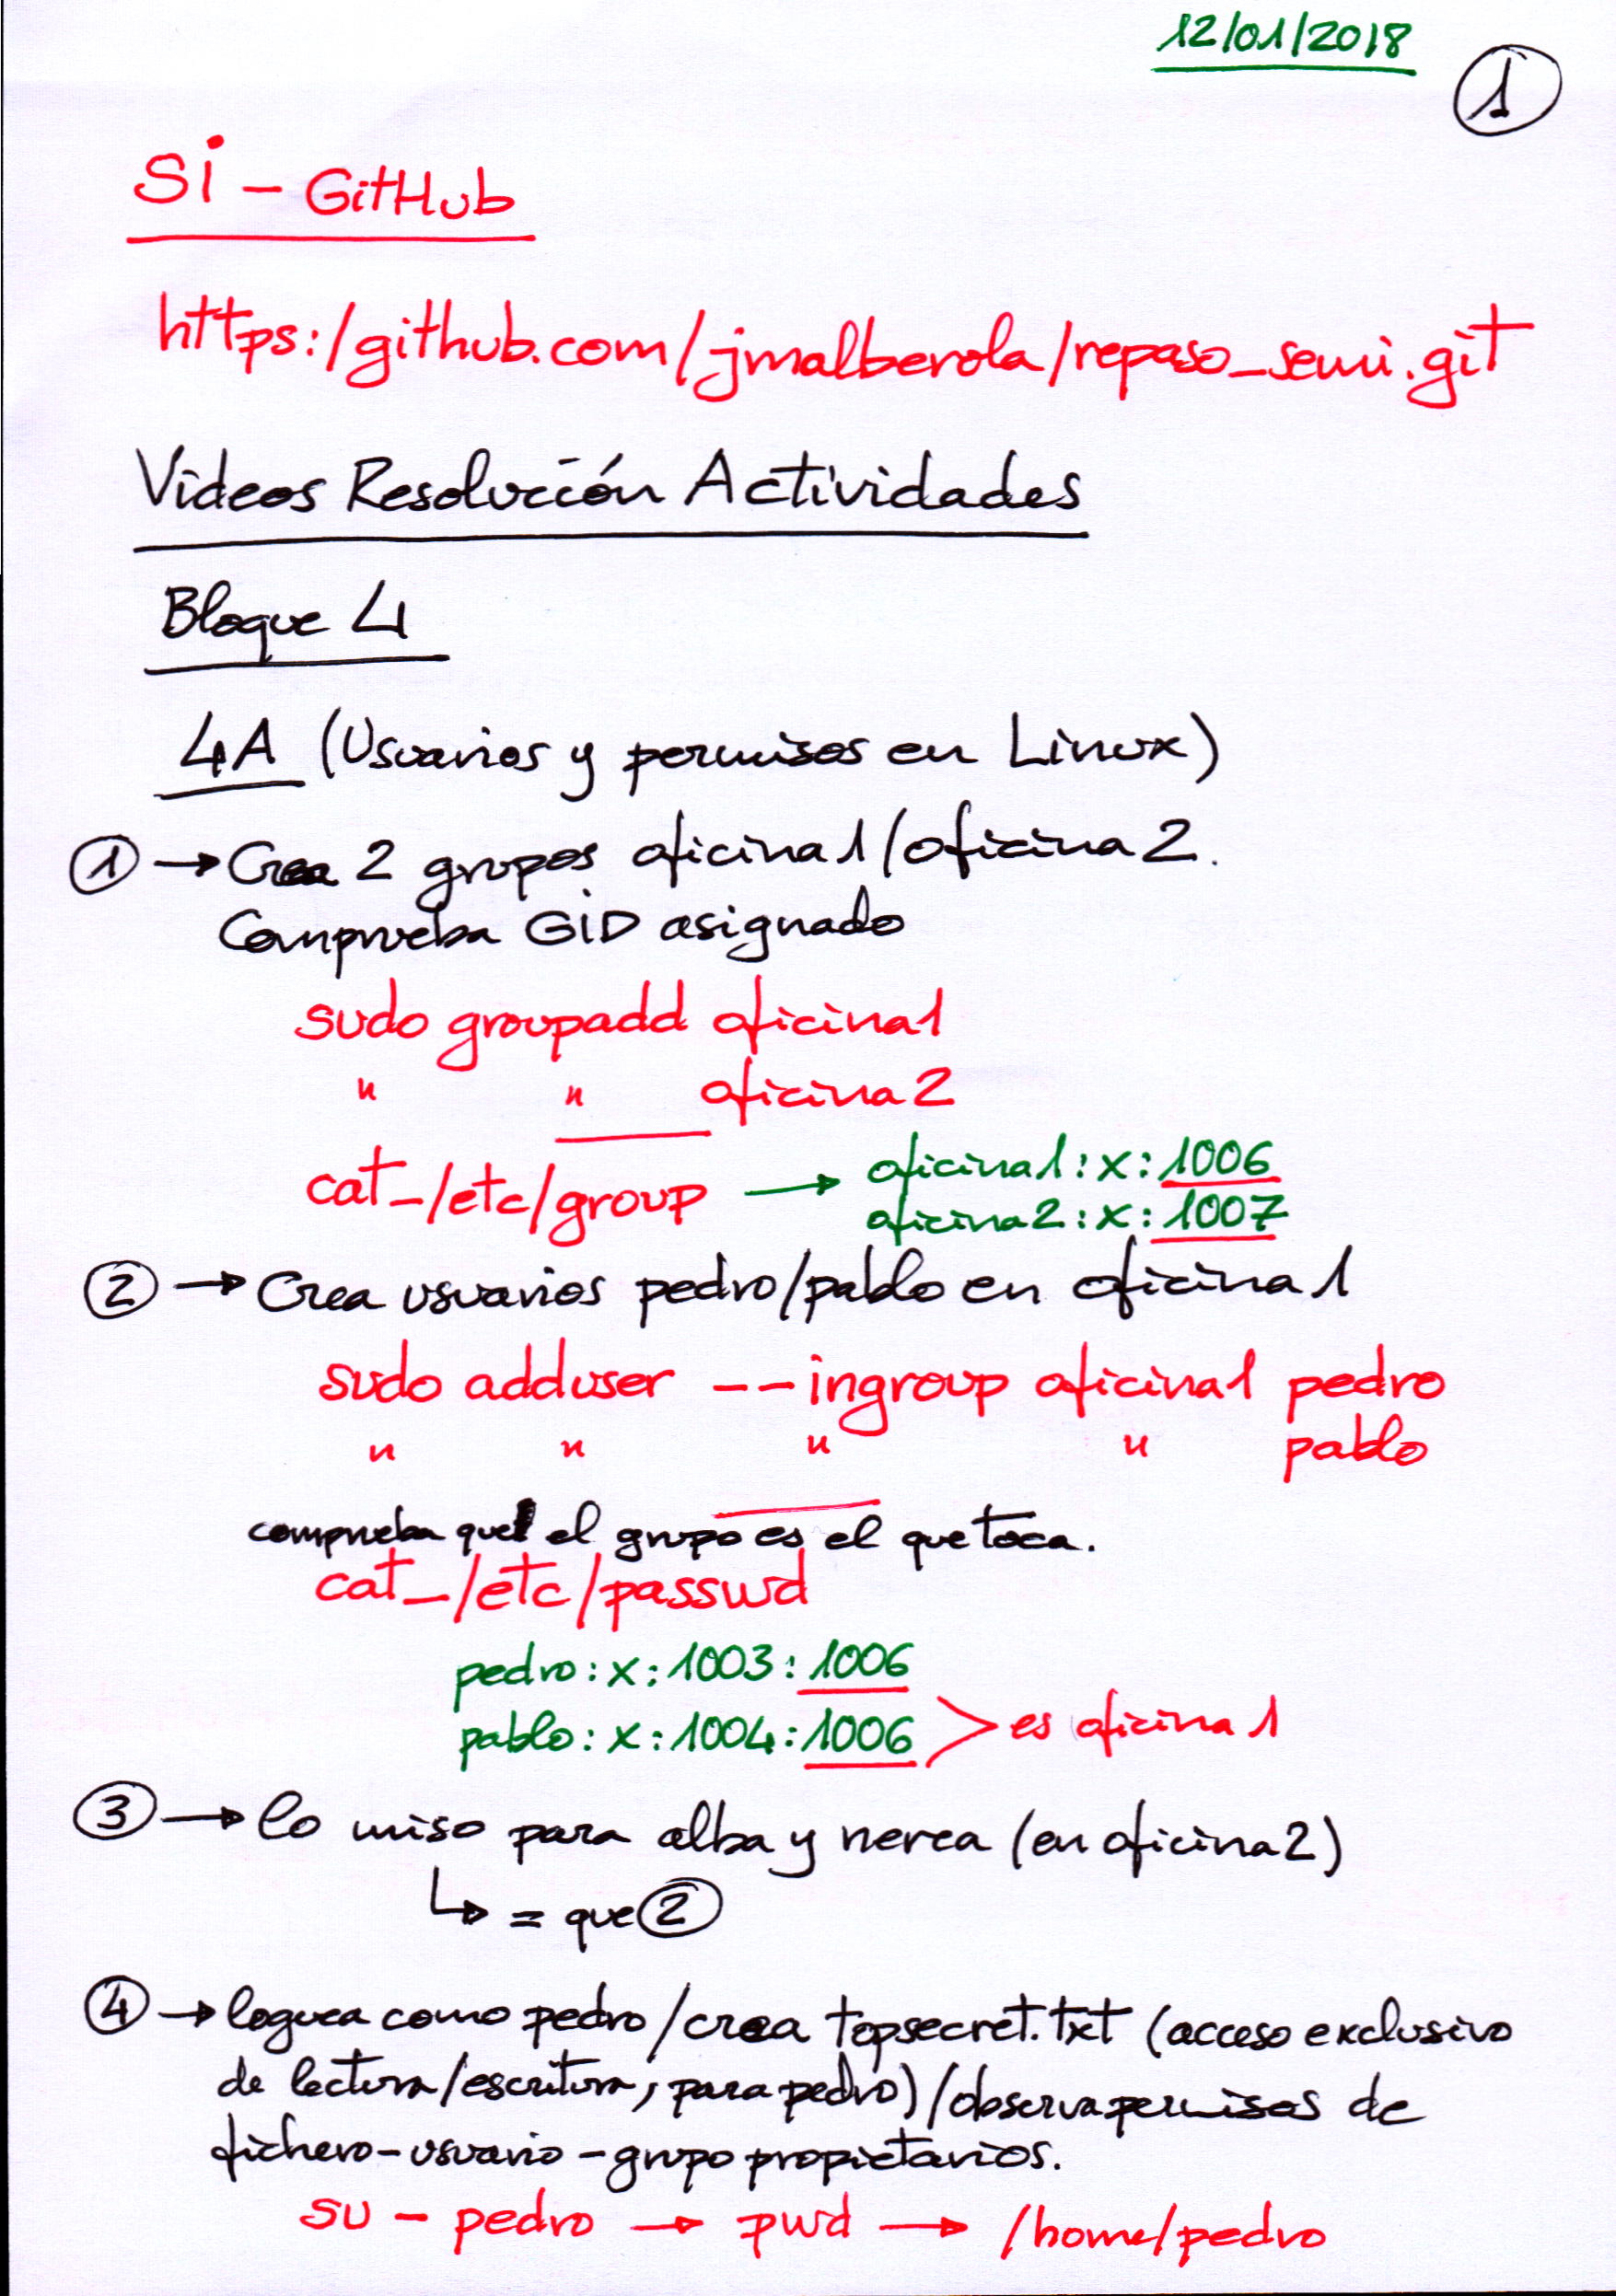 12/01/2018
1
Si - GitHub
https:/github.com/jmalberola/repaso_semi.git
Videos Resolución Actividades
Bloque 4
4A (Usuarios y permisos en Linux)
1 → Crea 2 grupos oficina1/oficina2.
Comprueba GID asignado
sudo groupadd oficina1
" " oficina2
cat_/etc/group → oficina1:x:1006
oficina2:x:1007
2 → Crea usuarios pedro/pablo en oficina1
sudo adduser --ingroup oficina1 pedro
" " " " pablo
comprueba que el grupo es el que toca.
cat_/etc/passwd
pedro:x:1003:1006
pablo:x:1004:1006 > es oficina1
3 → lo miso para alba y nerea (en oficina2)
↳ = que 2
4 → loguea como pedro/crea topsecret.txt (acceso exclusivo
de lectura/escritura, para pedro)/observa permisos de
fichero-usuario-grupo propietarios.
su - pedro → pwd → /home/pedro